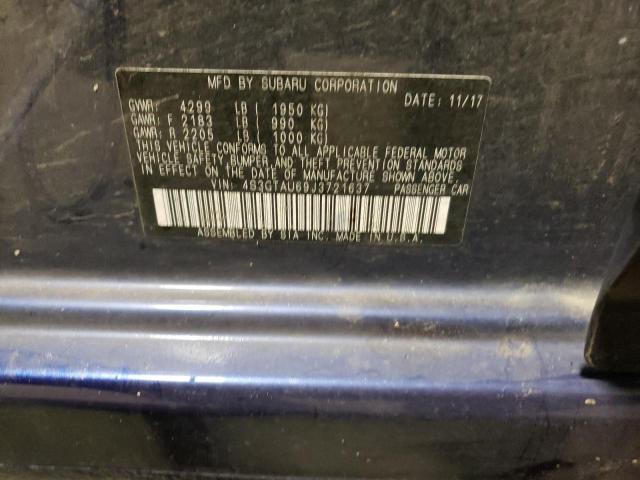 MFD BY SUBARU CORPORATION DATE: 11/17
GVWR: 4299 LB ( 1950 KG)
GAWR: F 2183 LB ( 990 KG)
GAWR: R 2205 LB ( 1000 KG)
THIS VEHICLE CONFORMS TO ALL APPLICABLE FEDERAL MOTOR
VEHICLE SAFETY BUMPER AND THEFT PREVENTION STANDARDS
IN EFFECT ON THE DATE OF MANUFACTURE SHOWN ABOVE.
VIN: 4S3GTAU69J3721637 PASSENGER CAR
ASSEMBLED BY SIA INC. MADE IN U.S.A.